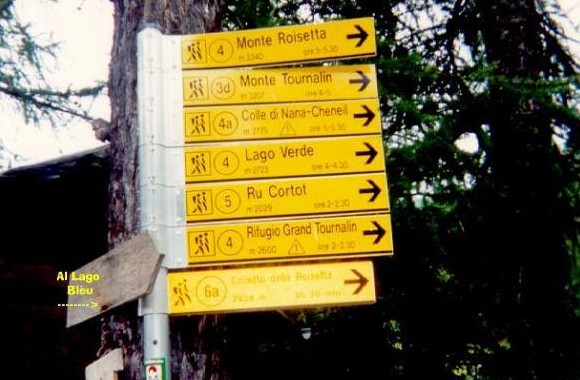 4 Monte Roisetta
m 3340 ore 5-5.30
3d Monte Tournalin
m 3207 ore 4-5
4a Colle di Nana-Cheneil
m 2775 ore 5-5.30
4 Lago Verde
m 2723 ore 4-4.30
5 Ru Cortot
m 2029 ore 2-2.30
4 Rifugio Grand Tournalin
m 2600 ore 2-2.30
6a della Roisetta
Al Lago
Bleu
-------->